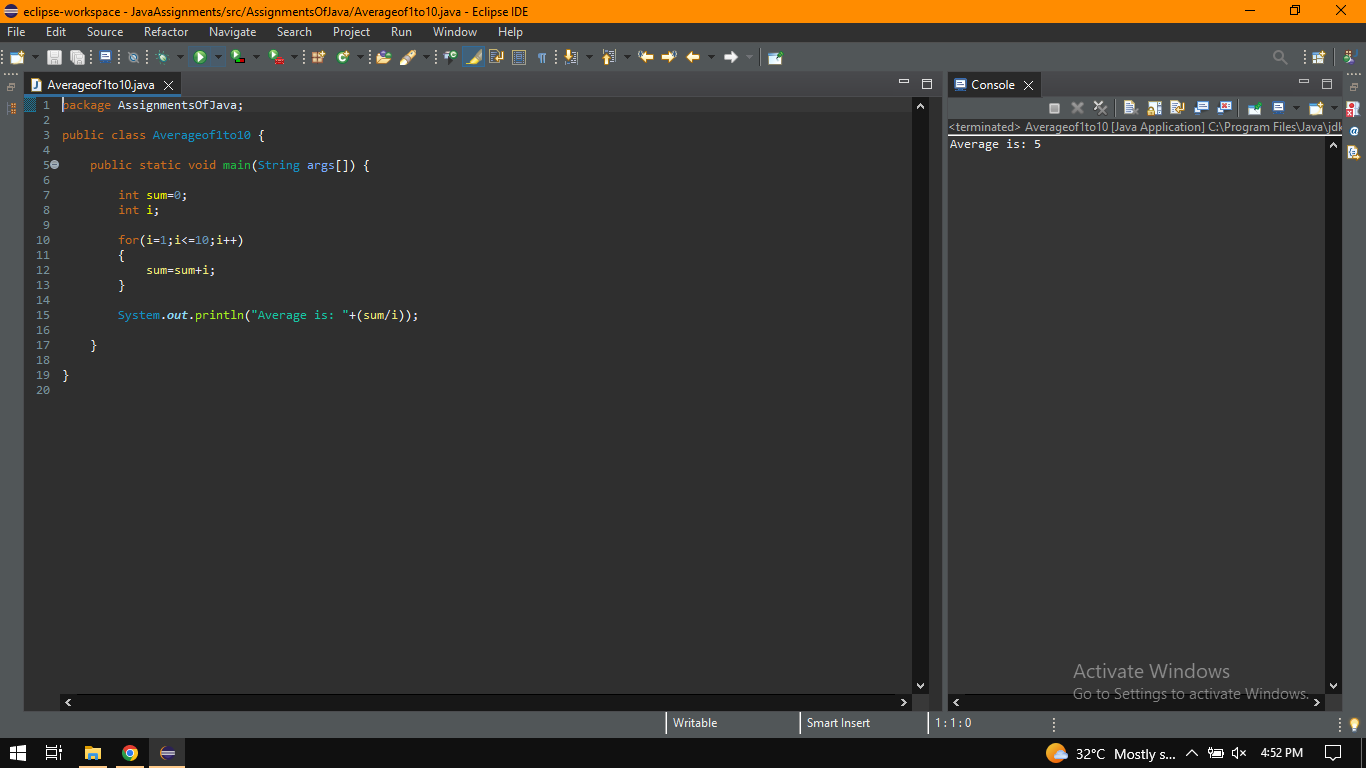 eclipse-workspace - JavaAssignments/src/AssignmentsOfJava/Averageof1to10.java - Eclipse IDE
File Edit Source Refactor Navigate Search Project Run Window Help
Averageof1to10.java
1 package AssignmentsOfJava;
2
3 public class Averageof1to10 {
4
5 public static void main(String args[]) {
6
7 int sum=0;
8 int i;
9
10 for(i=1;i<=10;i++)
11 {
12 sum=sum+i;
13 }
14
15 System.out.println("Average is: "+(sum/i));
16
17 }
18
19 }
20
Console
<terminated> Averageof1to10 [Java Application] C:\Program Files\Java\jdk
Average is: 5
Activate Windows
Go to Settings to activate Windows.
Writable Smart Insert 1 : 1 : 0
32°C Mostly s... 4:52 PM